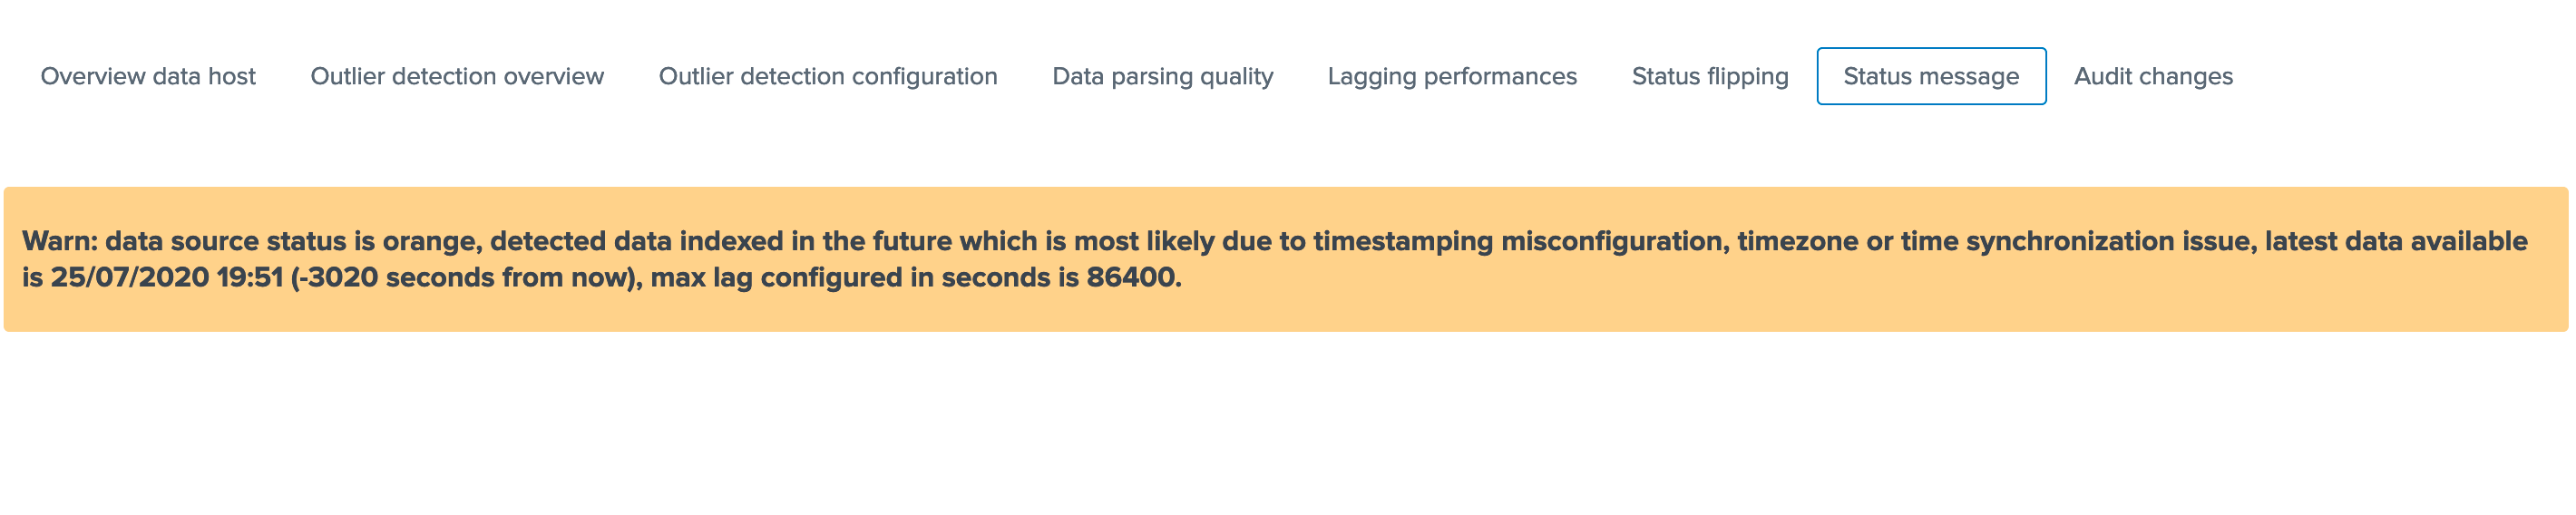 Overview data host Outlier detection overview Outlier detection configuration Data parsing quality Lagging performances Status flipping Status message Audit changes
Warn: data source status is orange, detected data indexed in the future which is most likely due to timestamping misconfiguration, timezone or time synchronization issue, latest data available
is 25/07/2020 19:51 (-3020 seconds from now), max lag configured in seconds is 86400.